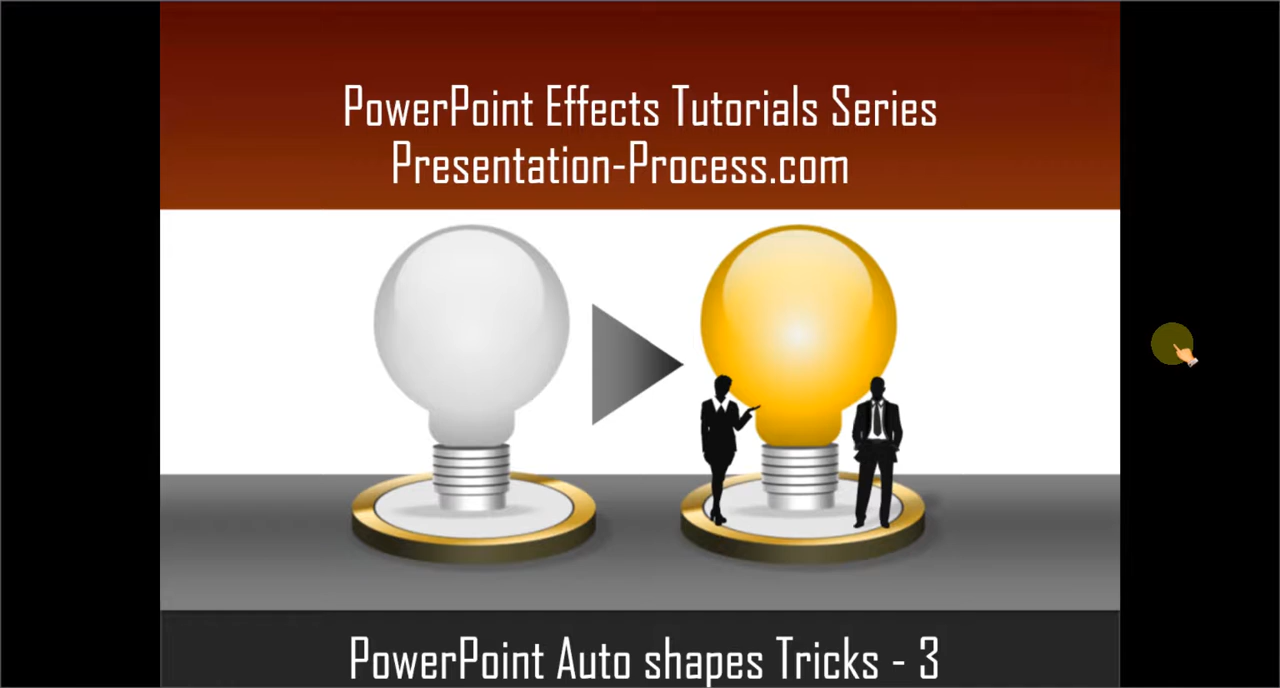 PowerPoint Effects Tutorials Series
Presentation-Process.com
PowerPoint Auto shapes Tricks - 3